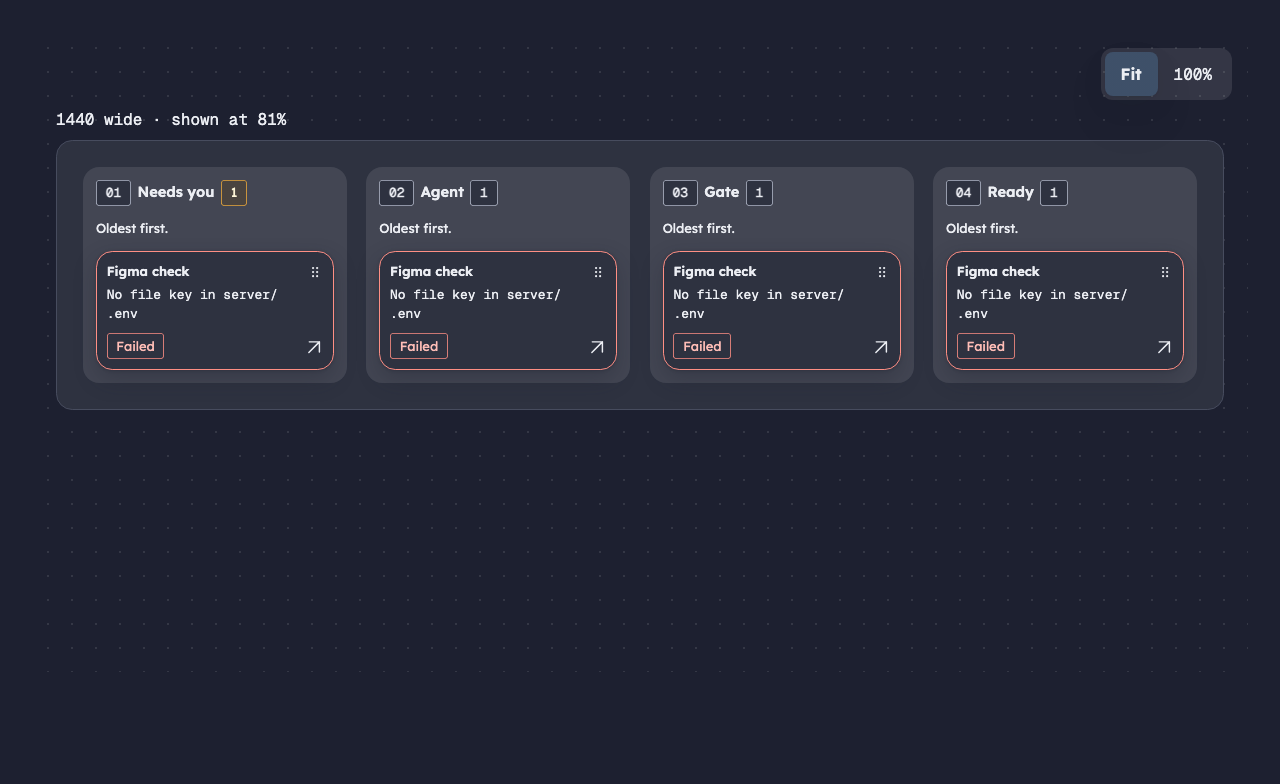 Fit 100%
1440 wide · shown at 81%
01 Needs you 1
Oldest first.
Figma check
No file key in server/
.env
Failed
02 Agent 1
Oldest first.
Figma check
No file key in server/
.env
Failed
03 Gate 1
Oldest first.
Figma check
No file key in server/
.env
Failed
04 Ready 1
Oldest first.
Figma check
No file key in server/
.env
Failed